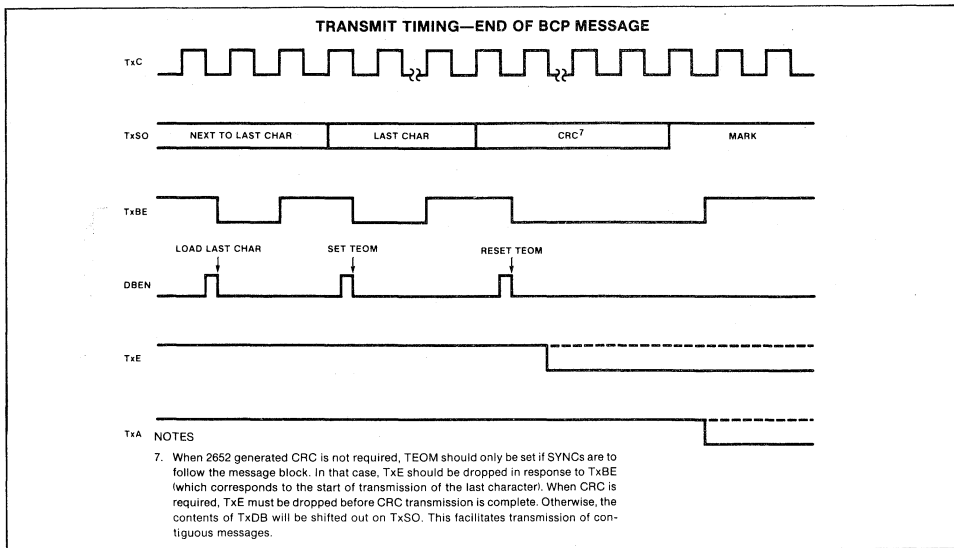 TRANSMIT TIMING—END OF BCP MESSAGE
TxC
TxSO NEXT TO LAST CHAR LAST CHAR CRC7 MARK
TxBE
LOAD LAST CHAR SET TEOM RESET TEOM
DBEN
TxE
TxA
NOTES
7. When 2652 generated CRC is not required, TEOM should only be set if SYNCs are to
follow the message block. In that case, TxE should be dropped in response to TxBE
(which corresponds to the start of transmission of the last character). When CRC is
required, TxE must be dropped before CRC transmission is complete. Otherwise, the
contents of TxDB will be shifted out on TxSO. This facilitates transmission of con-
tiguous messages.